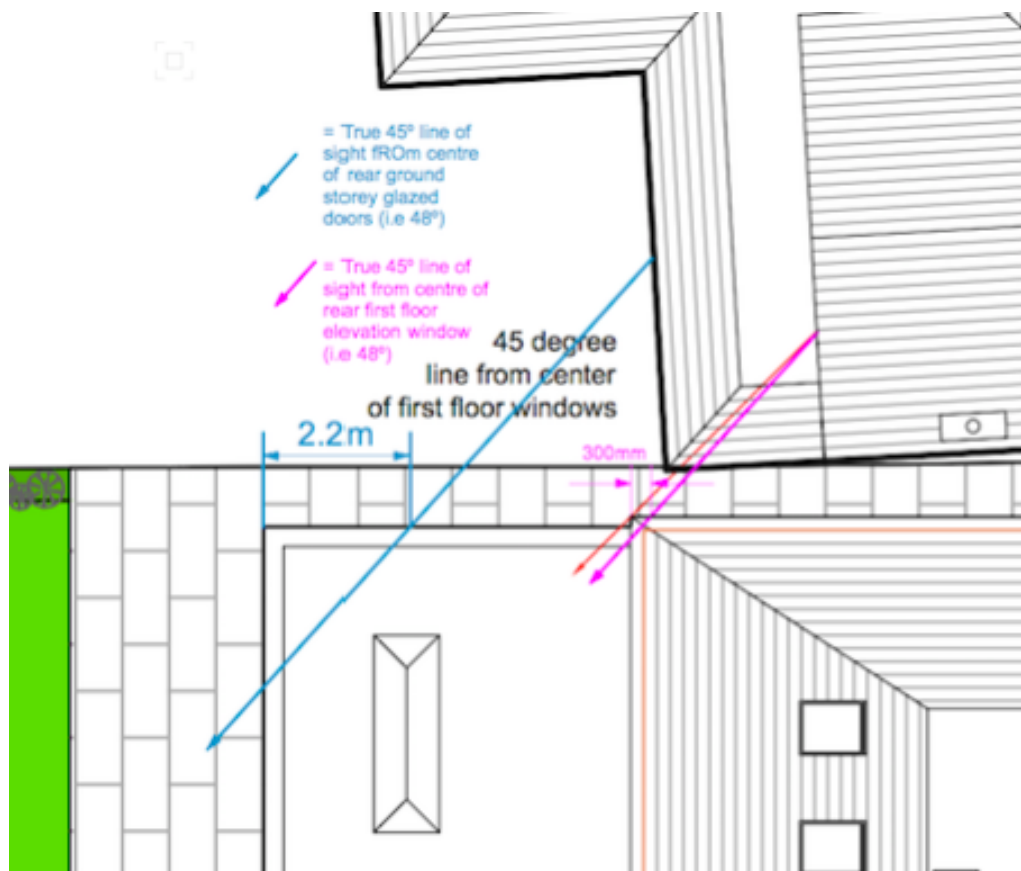 = True 45º line of
sight fROm centre
of rear ground
storey glazed
doors (i.e 48º)
= True 45º line of
sight from centre of
rear first floor
elevation window
(i.e 48º)
45 degree
line from center
of first floor windows
2.2m
300mm